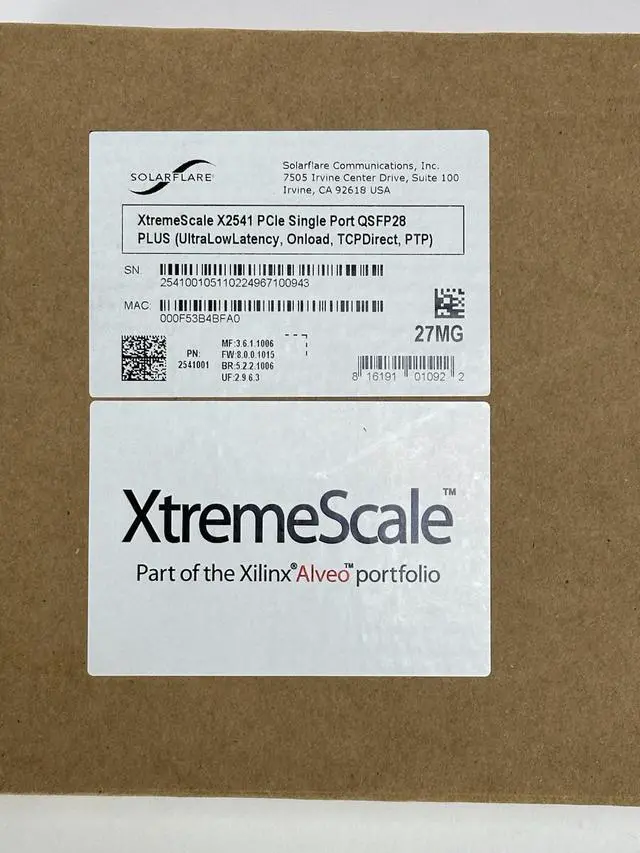 SOLARFLARE®
Solarflare Communications, Inc.
7505 Irvine Center Drive, Suite 100
Irvine, CA 92618 USA
XtremeScale X2541 PCIe Single Port QSFP28
PLUS (UltraLowLatency, Onload, TCPDirect, PTP)
SN:
254100105110224967100943
MAC:
000F53B4BFA0
27MG
PN:
2541001
MF:3.6.1.1006
FW:8.0.0.1015
BR:5.2.2.1006
UF:2.9.6.3
8 16191 01092 2
XtremeScale™
Part of the Xilinx® Alveo™ portfolio